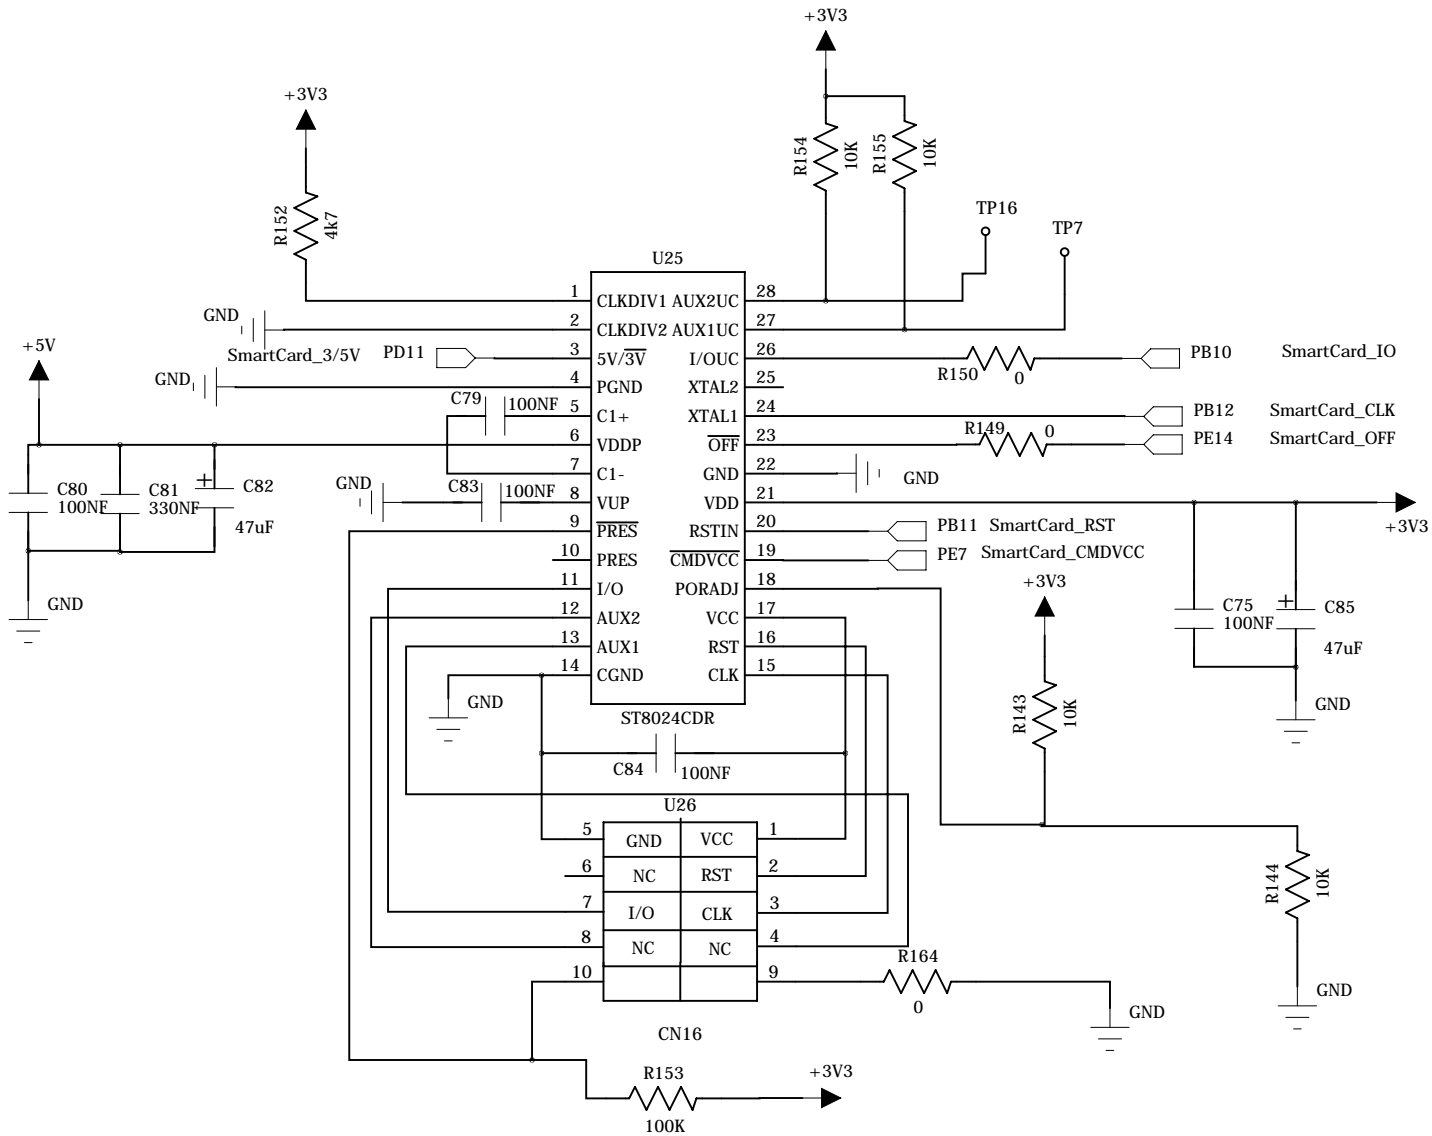 +3V3
+3V3
R154
10K
R155
10K
R152
4k7
TP16
TP7
U25
1 CLKDIV1 AUX2UC 28
GND
2 CLKDIV2 AUX1UC 27
+5V
SmartCard_3/5V PD11 3 5V/3V I/OUC 26 PB10 SmartCard_IO
R150 0
GND 4 PGND XTAL2 25
C79 100NF 5 C1+ XTAL1 24 PB12 SmartCard_CLK
6 VDDP OFF 23 R149 0 PE14 SmartCard_OFF
7 C1- GND 22 GND
C80
100NF
C81
330NF
C82
47uF
GND C83 100NF 8 VUP VDD 21
+3V3
9 PRES RSTIN 20 PB11 SmartCard_RST
10 PRES CMDVCC 19 PE7 SmartCard_CMDVCC
11 I/O PORADJ 18 +3V3
GND
12 AUX2 VCC 17
C75
100NF
C85
47uF
13 AUX1 RST 16
14 CGND CLK 15
GND
R143
10K
GND
ST8024CDR
C84 100NF
U26
5 GND VCC 1
6 NC RST 2
7 I/O CLK 3
8 NC NC 4
10 9
R164
0
GND
R144
10K
GND
CN16
R153
100K
+3V3